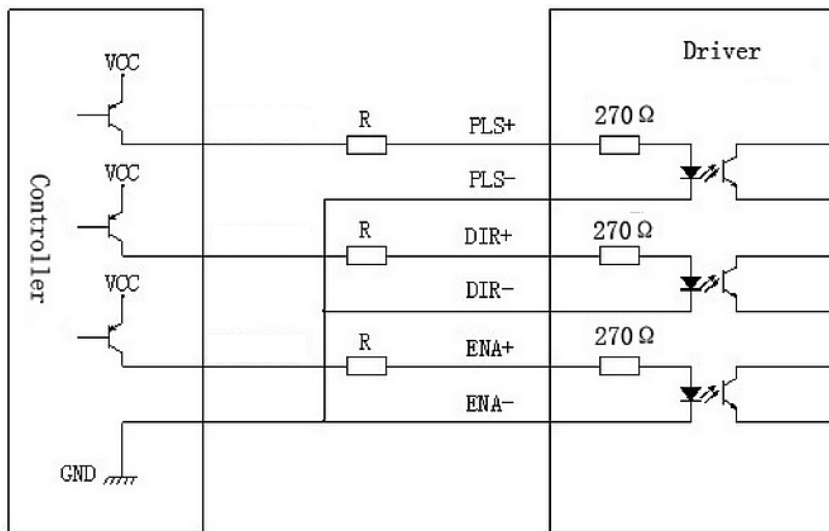 Driver
VCC
R
PLS+
270Ω
PLS-
VCC
R
DIR+
270Ω
Controller
DIR-
VCC
R
ENA+
270Ω
ENA-
GND